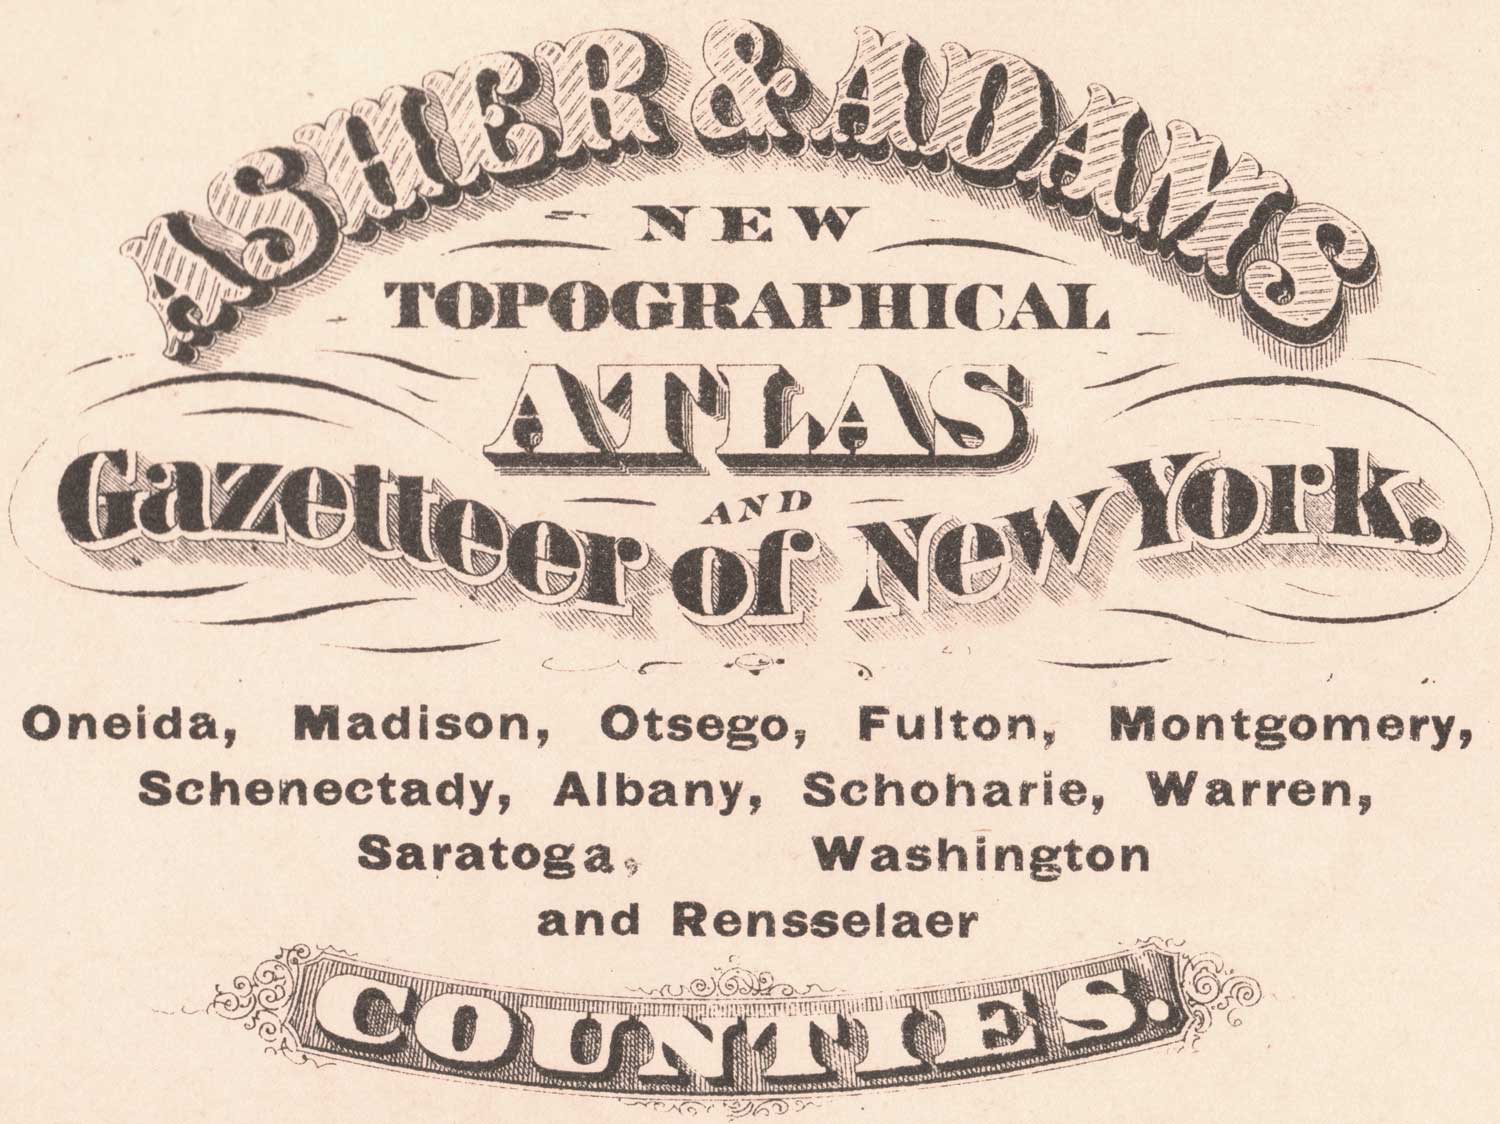 ASHER & ADAMS
NEW
TOPOGRAPHICAL
ATLAS
AND
Gazetteer of New York.
Oneida, Madison, Otsego, Fulton, Montgomery,
Schenectady, Albany, Schoharie, Warren,
Saratoga, Washington
and Rensselaer
COUNTIES.